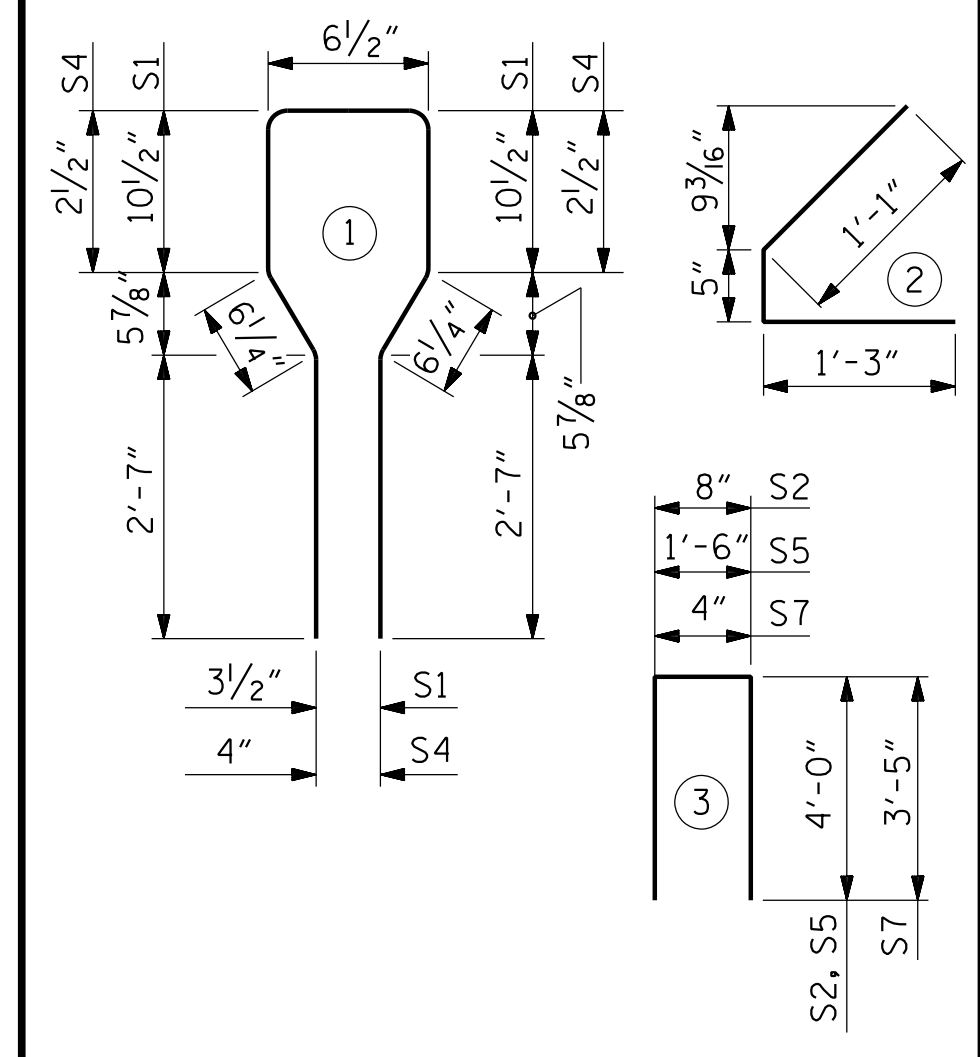 6 1/2"
S4
S1
S1
S4
2 1/2"
10 1/2"
10 1/2"
2 1/2"
1
5 7/8"
6 1/4"
6 1/4"
5 7/8"
2'-7"
2'-7"
3 1/2" S1
4" S4
9 3/16"
1'-1"
5"
2
1'-3"
8" S2
1'-6" S5
4" S7
3
4'-0"
3'-5"
S2, S5
S7